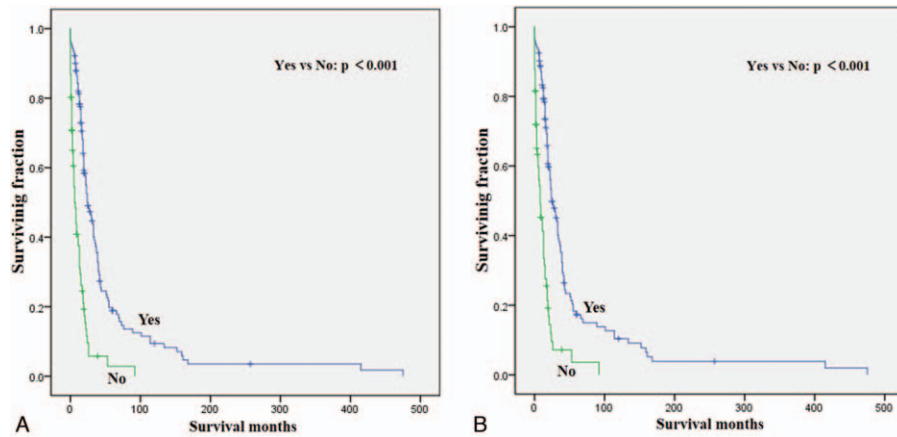 Yes vs No: p < 0.001
1.0
0.8
0.6
0.4
0.2
0.0
Survivinig fraction
Yes
No
0
100
200
300
400
500
A
Survival months
Yes vs No: p < 0.001
1.0
0.8
0.6
0.4
0.2
0.0
Survivinig fraction
Yes
No
0
100
200
300
400
500
B
Survival months